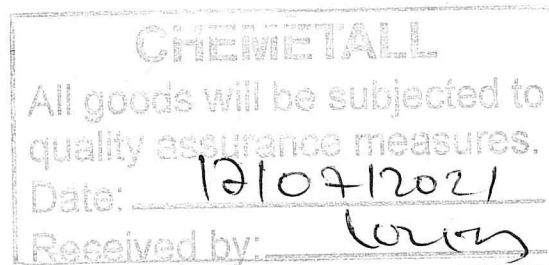 CHEMETALL
All goods will be subjected to
quality assurance measures.
Date: 12/07/2021
Received by: